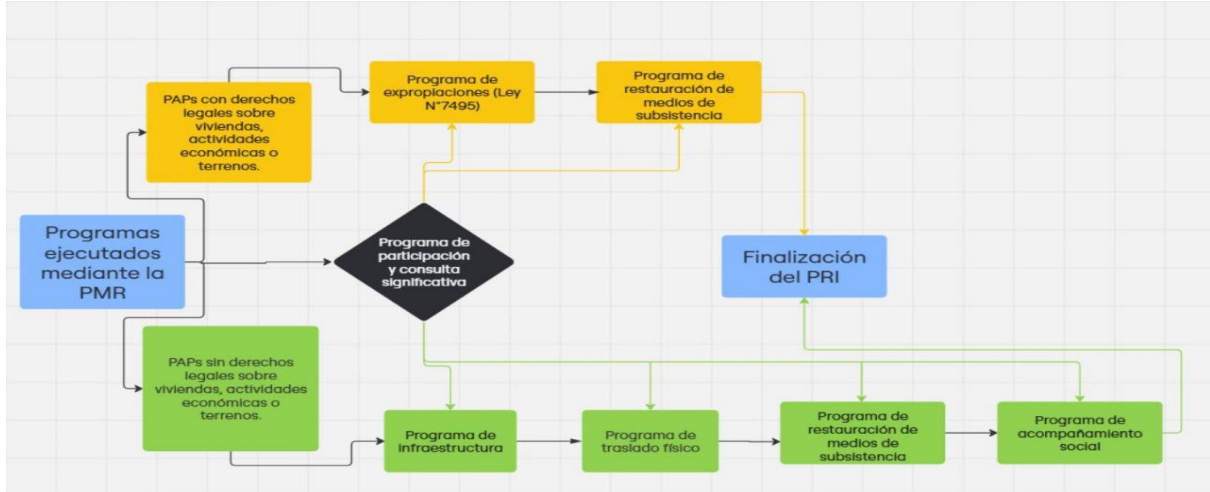 PAPs con derechos
legales sobre
viviendas,
actividades
económicas o
terrenos.
Programa de
expropiaciones (Ley
N°7495)
Programa de
restauración de
medios de
subsistencia
Programas
ejecutados
mediante la
PMR
Programa de
participación
y consulta
significativa
Finalización
del PRI
PAPs sin derechos
legales sobre
viviendas, actividades
económicas o
terrenos.
Programa de
infraestructura
Programa de
traslado físico
Programa de
restauración de
medios de
subsistencia
Programa de
acompañamiento
social